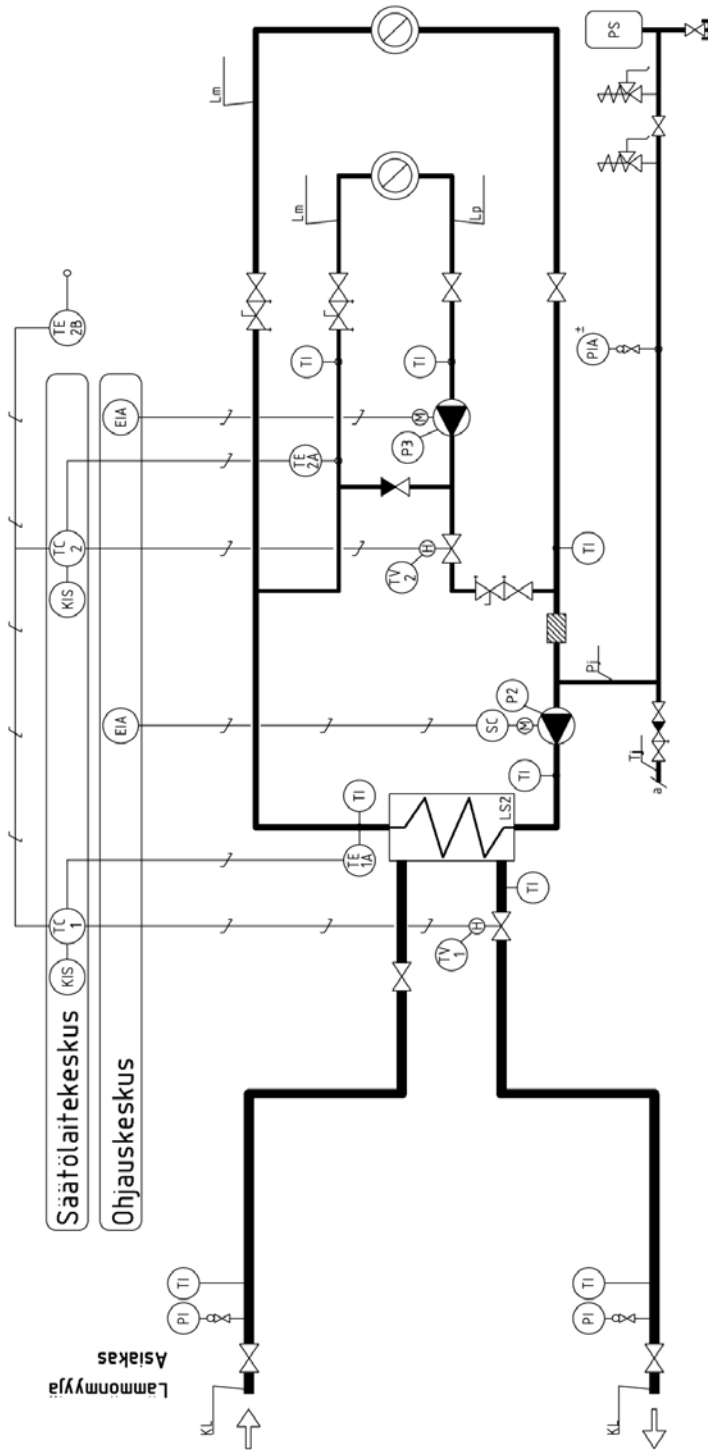 Säätölaitekeskus
KIS
TC
1
KIS
TC
2
TE
2B
Ohjauskeskus
EIA
EIA
Lämmönmyyjä
Asiakas
KL
PI
TI
Lm
TE
1A
TI
TE
2A
TI
Lm
TV
1
H
TI
LS2
TI
SC
M
P2
TV
2
H
P3
M
TI
Lp
TI
KL
PI
TI
a
Tj
Pj
PIA
±
PS